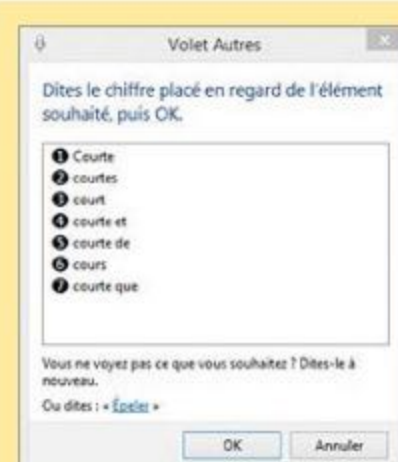 Volet Autres
Dites le chiffre placé en regard de l'élément
souhaité, puis OK.
1 Courte
2 courtes
3 court
4 courte et
5 courte de
6 cours
7 courte que
Vous ne voyez pas ce que vous souhaitez ? Dites-le à
nouveau.
Ou dites : « Épeler »
OK
Annuler